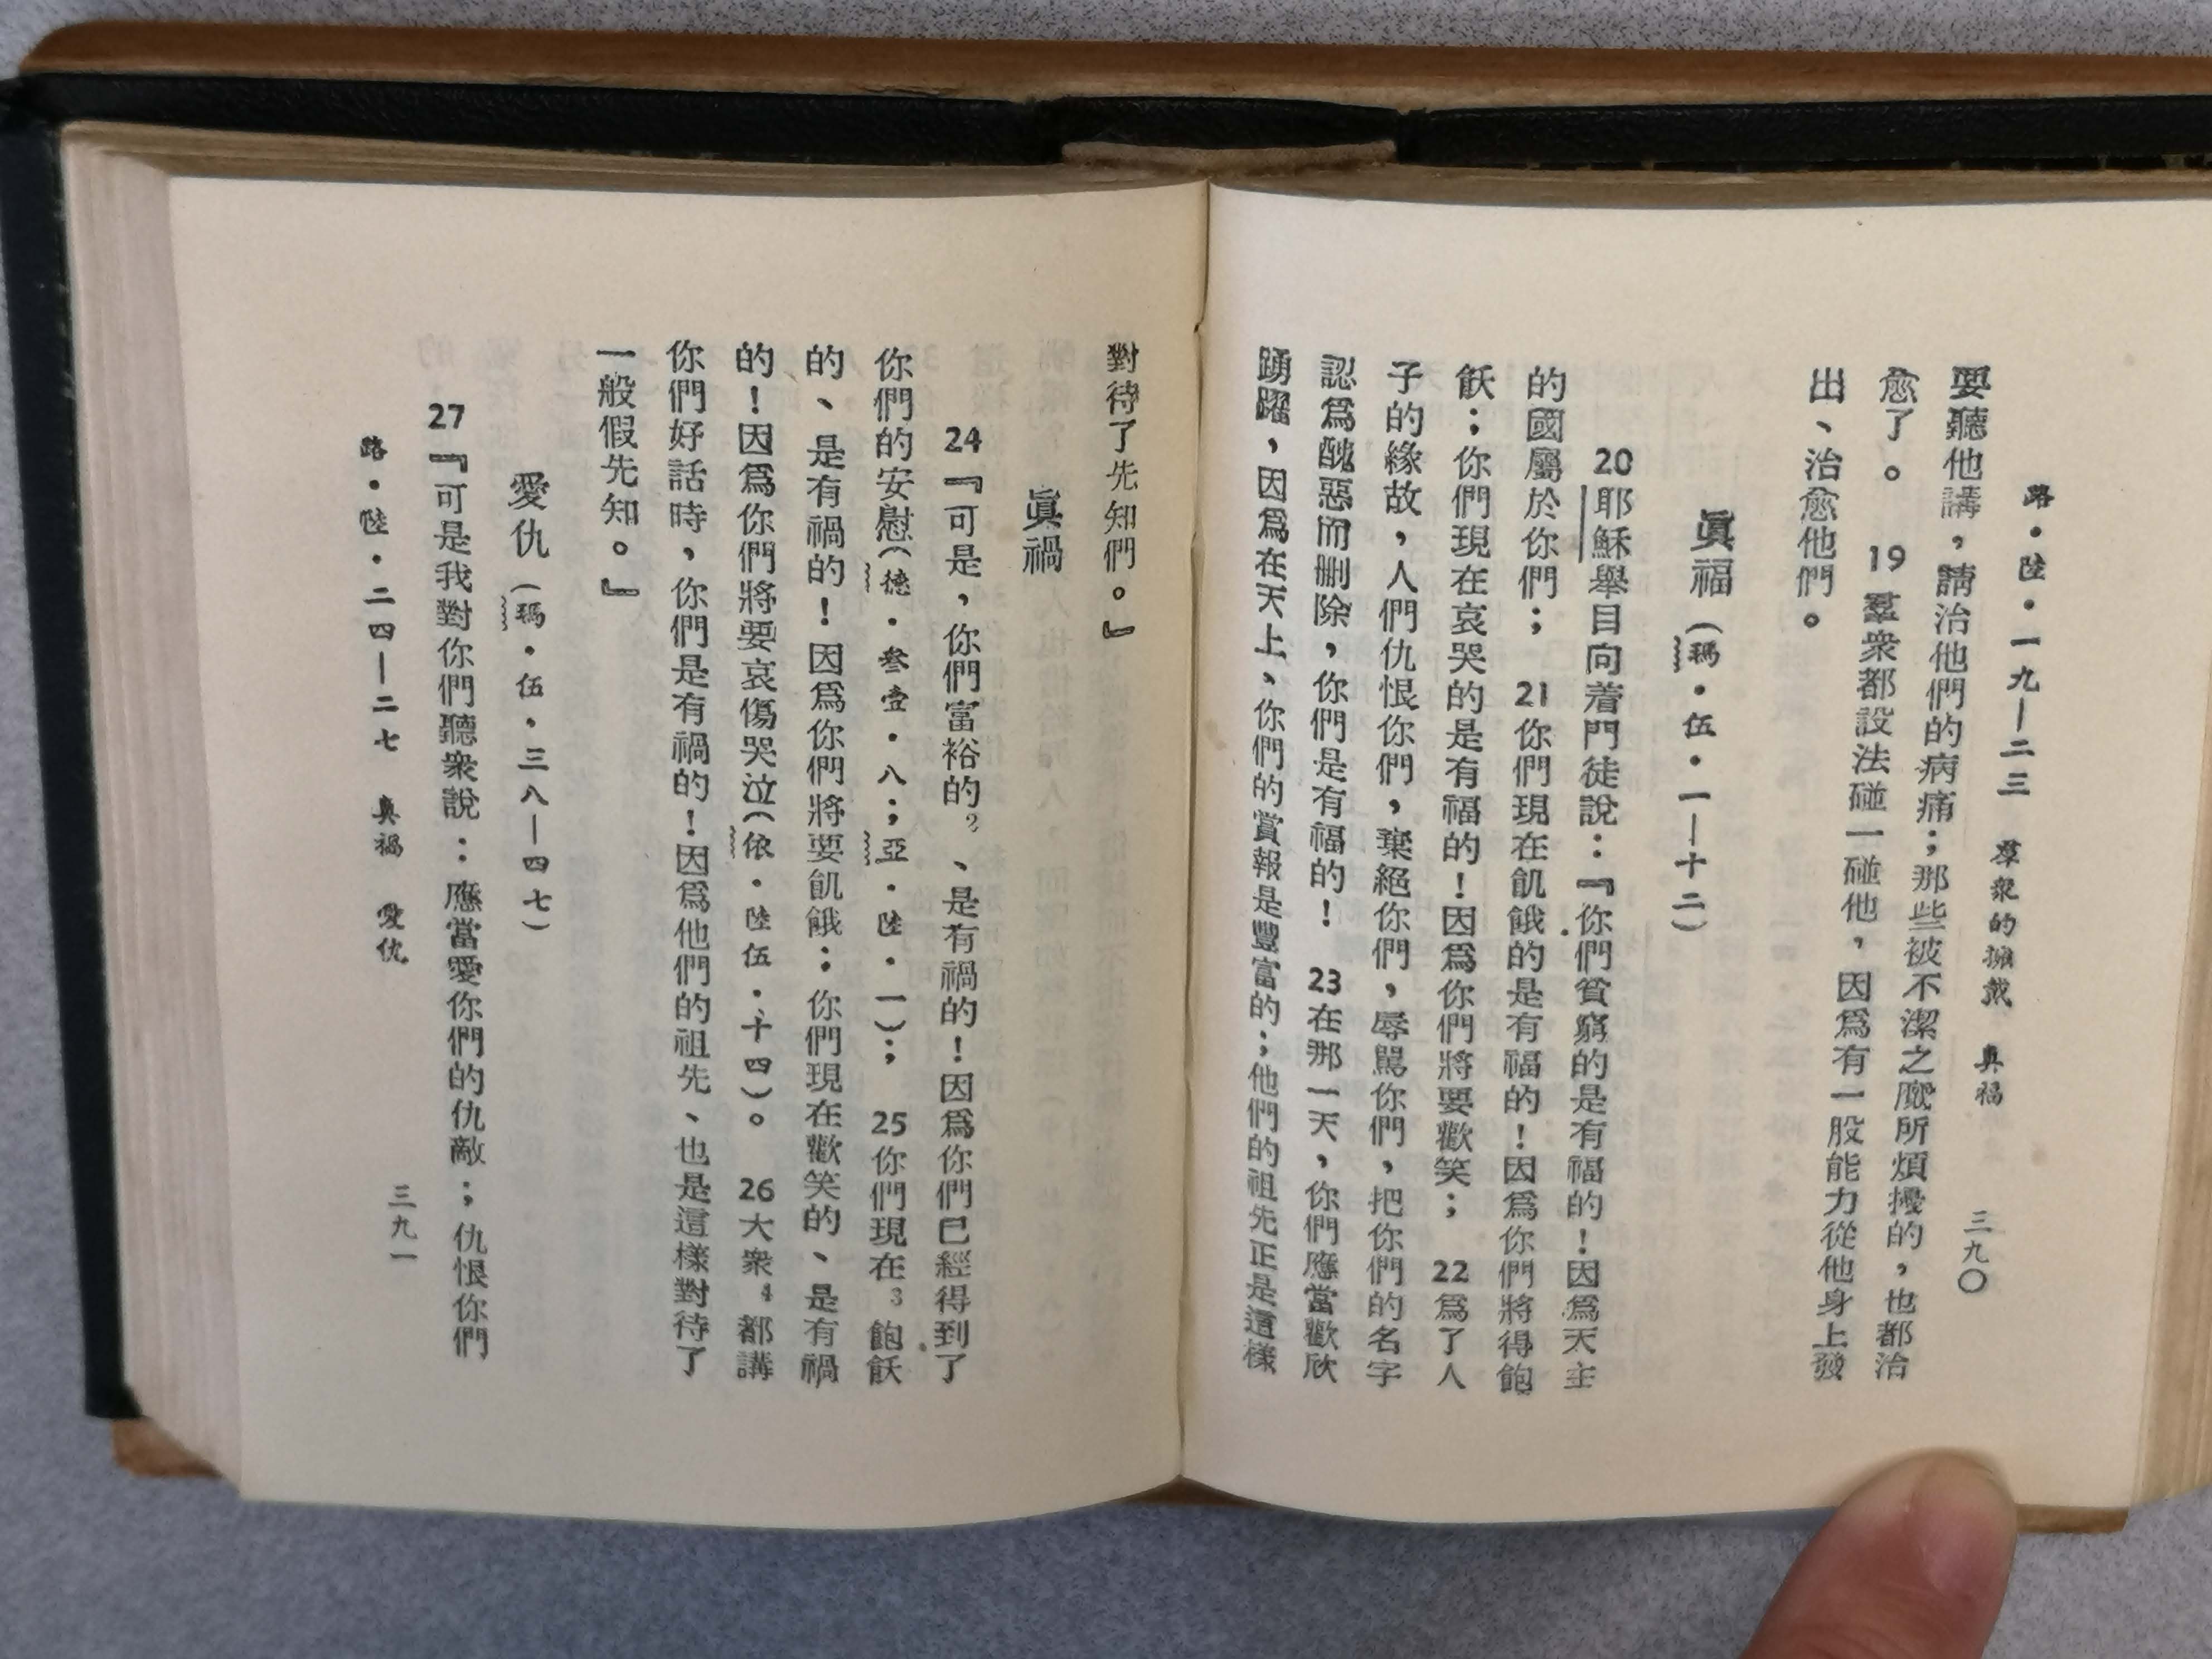 路・陸・一九—二三 羣衆的擁戴 眞福 三九〇
要聽他講，請治他們的病痛；那些被不潔之厭所煩擾的，也都治
愈了。 19羣衆都設法碰一碰他，因爲有一股能力從他身上發
出、治愈他們。
眞福（瑪・伍・一—十二）
20耶穌舉目向着門徒說：『你們貧窮的是有福的！因爲天主
的國屬於你們； 21你們現在飢餓的是有福的！因爲你們將得飽
飫；你們現在哀哭的是有福的！因爲你們將要歡笑； 22爲了人
子的緣故，人們仇恨你們，棄絕你們，辱駡你們，把你們的名字
認爲醜惡而删除，你們是有福的！ 23在那一天，你們應當歡欣
踴躍，因爲在天上、你們的賞報是豐富的；他們的祖先正是這樣
對待了先知們。』
眞禍
24『可是，你們富裕的2、是有禍的！因爲你們已經得到了
你們的安慰（德・叁壹・八；亞・陸・一）； 25你們現在3飽飫
的、是有禍的！因爲你們將要飢餓；你們現在歡笑的、是有禍
的！因爲你們將要哀傷哭泣（依・陸伍・十四）。 26大衆4都講
你們好話時，你們是有禍的！因爲他們的祖先、也是這樣對待了
一般假先知。』
愛仇（瑪・伍・三八—四七）
27『可是我對你們聽衆說：應當愛你們的仇敵；仇恨你們
路・陸・二四—二七 眞禍 愛仇 三九一